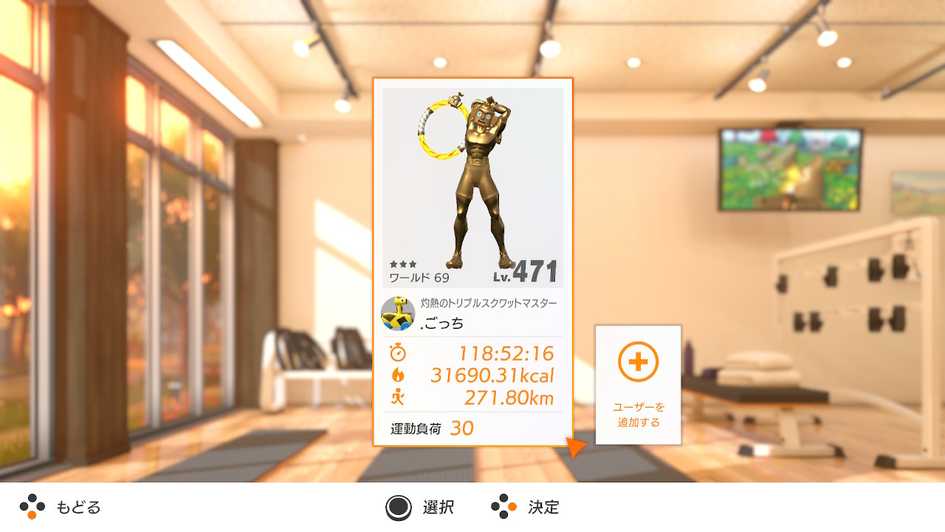 ★★★
ワールド 69
Lv.471
灼熱のトリプルスクワットマスター
.ごっち
118:52:16
31690.31kcal
271.80km
運動負荷 30
ユーザーを
追加する
もどる
選択
決定